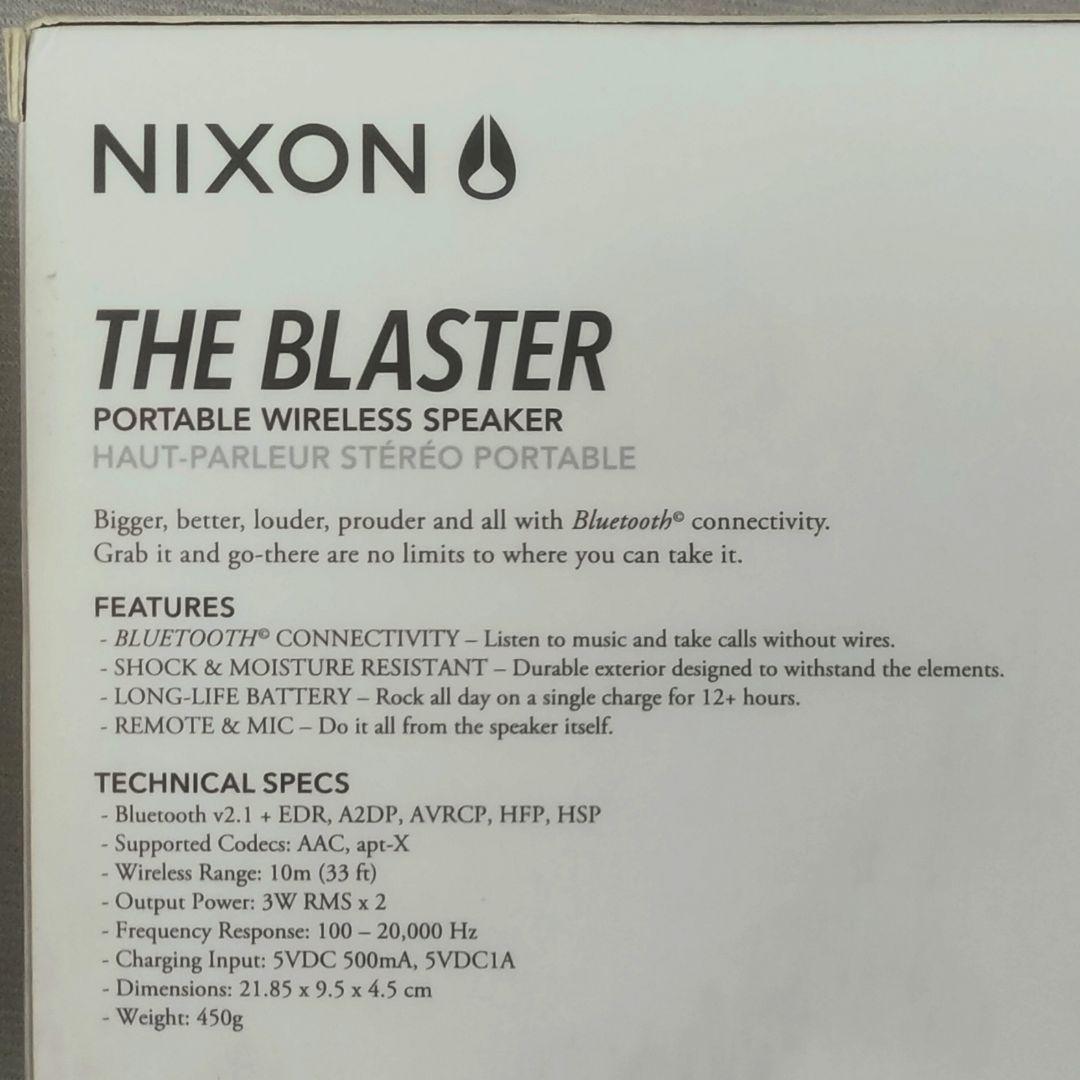 NIXON
THE BLASTER
PORTABLE WIRELESS SPEAKER
HAUT-PARLEUR STÉRÉO PORTABLE
Bigger, better, louder, prouder and all with Bluetooth© connectivity.
Grab it and go-there are no limits to where you can take it.
FEATURES
- BLUETOOTH© CONNECTIVITY – Listen to music and take calls without wires.
- SHOCK & MOISTURE RESISTANT – Durable exterior designed to withstand the elements.
- LONG-LIFE BATTERY – Rock all day on a single charge for 12+ hours.
- REMOTE & MIC – Do it all from the speaker itself.
TECHNICAL SPECS
- Bluetooth v2.1 + EDR, A2DP, AVRCP, HFP, HSP
- Supported Codecs: AAC, apt-X
- Wireless Range: 10m (33 ft)
- Output Power: 3W RMS x 2
- Frequency Response: 100 – 20,000 Hz
- Charging Input: 5VDC 500mA, 5VDC1A
- Dimensions: 21.85 x 9.5 x 4.5 cm
- Weight: 450g